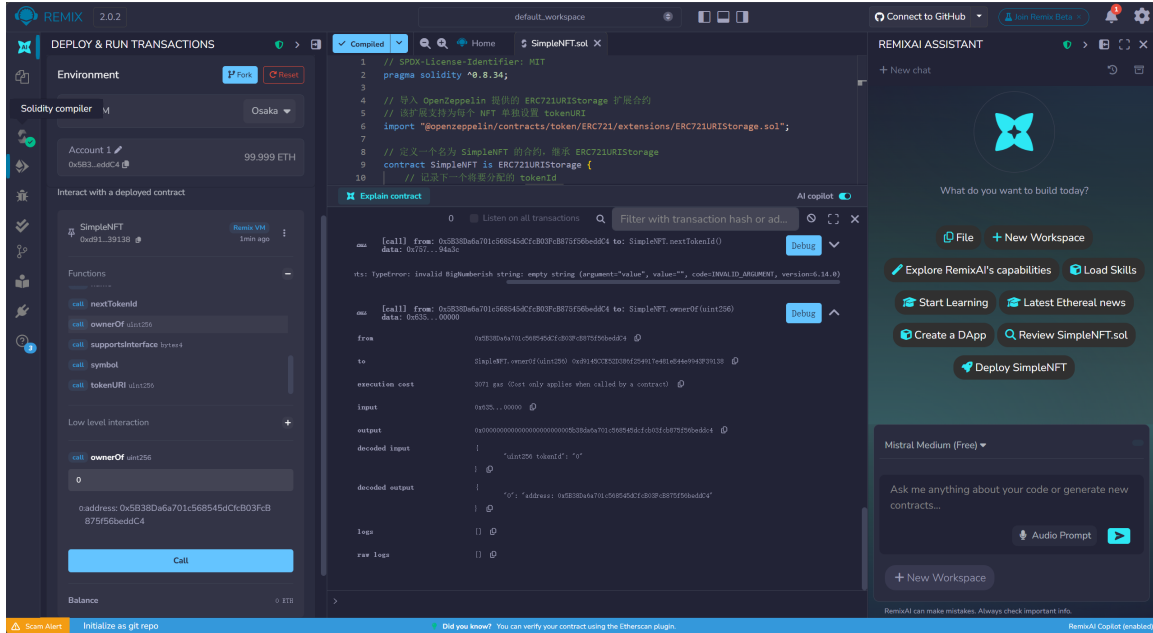 REMIX 2.0.2
default_workspace
Connect to GitHub
Join Remix Beta
1
DEPLOY & RUN TRANSACTIONS
Compiled
Home
SimpleNFT.sol
REMIXAI ASSISTANT
+ New chat
Environment
Fork
Reset
Solidity compiler
M
Osaka
Account 1
0x5B3...eddC4
99.999 ETH
Interact with a deployed contract
SimpleNFT
0xd91...39138
Remix VM
1min ago
Functions
call nextTokenId
call ownerOf uint256
call supportsInterface bytes4
call symbol
call tokenURI uint256
Low level interaction
call ownerOf uint256
0
0:address: 0x5B38Da6a701c568545dCfcB03FcB
875f56beddC4
Call
Balance
0 ETH
3
1 // SPDX-License-Identifier: MIT
2 pragma solidity ^0.8.34;
3
4 // 导入 OpenZeppelin 提供的 ERC721URIStorage 扩展合约
5 // 该扩展支持为每个 NFT 单独设置 tokenURI
6 import "@openzeppelin/contracts/token/ERC721/extensions/ERC721URIStorage.sol";
7
8 // 定义一个名为 SimpleNFT 的合约，继承 ERC721URIStorage
9 contract SimpleNFT is ERC721URIStorage {
10 // 记录下一个将要分配的 tokenId
Explain contract
AI copilot
0
Listen on all transactions
Filter with transaction hash or ad...
[call] from: 0x5B38Da6a701c568545dCfcB03FcB875f56beddC4 to: SimpleNFT.nextTokenId()
data: 0x757...94a3c
Debug
:ts: TypeError: invalid BigNumberish string: empty string (argument="value", value="", code=INVALID_ARGUMENT, version=6.14.0)
[call] from: 0x5B38Da6a701c568545dCfcB03FcB875f56beddC4 to: SimpleNFT.ownerOf(uint256)
data: 0x635...00000
Debug
from 0x5B38Da6a701c568545dCfcB03FcB875f56beddC4
to SimpleNFT.ownerOf(uint256) 0xd9145CCE52D386f254917e481eB44e9943F39138
execution cost 3071 gas (Cost only applies when called by a contract)
input 0x635...00000
output 0x0000000000000000000000005b38da6a701c568545dcfcb03fcb875f56beddc4
decoded input {
"uint256 tokenId": "0"
}
decoded output {
"0": "address: 0x5B38Da6a701c568545dCfcB03FcB875f56beddC4"
}
logs []
raw logs []
>
What do you want to build today?
File
+ New Workspace
Explore RemixAI's capabilities
Load Skills
Start Learning
Latest Ethereal news
Create a DApp
Review SimpleNFT.sol
Deploy SimpleNFT
Mistral Medium (Free)
Ask me anything about your code or generate new
contracts...
Audio Prompt
+ New Workspace
RemixAI can make mistakes. Always check important info.
Scam Alert
Initialize as git repo
Did you know? You can verify your contract using the Etherscan plugin.
RemixAI Copilot (enabled)